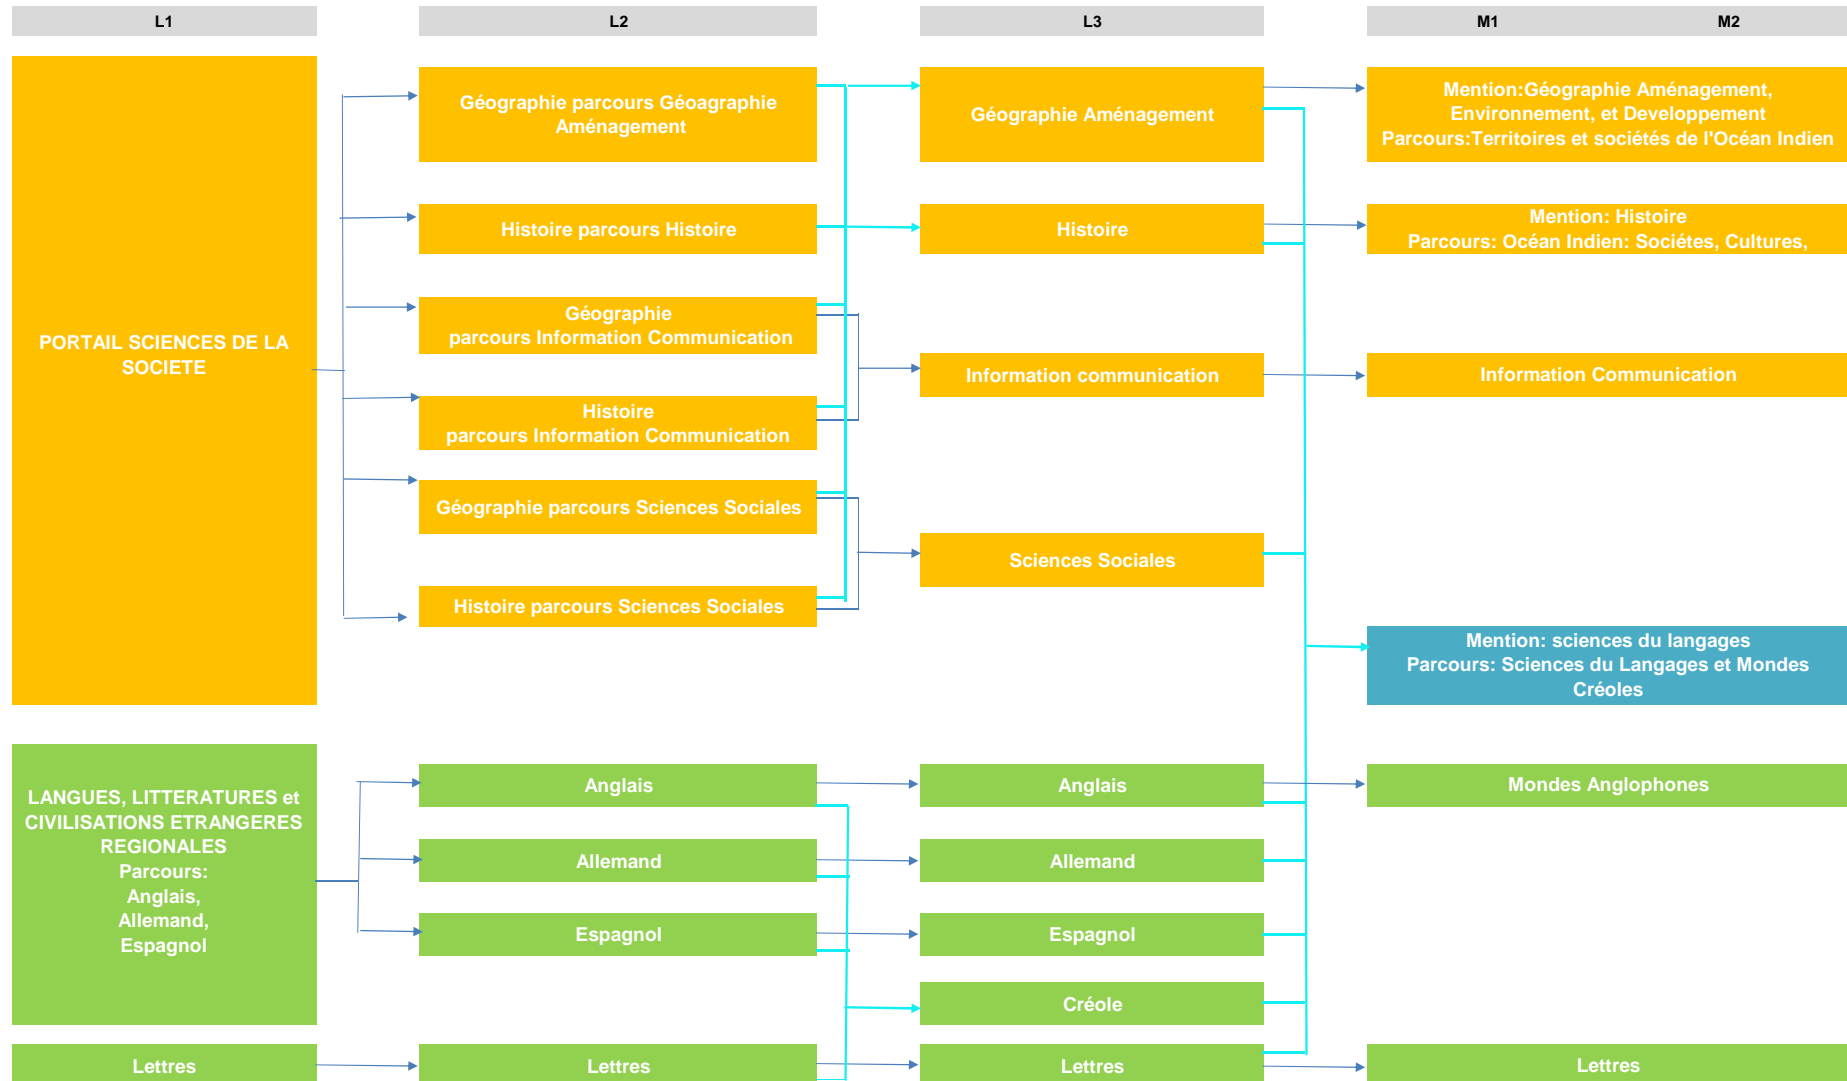 L1
L2
L3
M1
M2
PORTAIL SCIENCES DE LA
SOCIETE
Géographie parcours Géoagraphie
Aménagement
Géographie Aménagement
Mention:Géographie Aménagement,
Environnement, et Developpement
Parcours:Territoires et sociétés de l'Océan Indien
Histoire parcours Histoire
Histoire
Mention: Histoire
Parcours: Océan Indien: Sociétes, Cultures,
Géographie
parcours Information Communication
Histoire
parcours Information Communication
Information communication
Information Communication
Géographie parcours Sciences Sociales
Histoire parcours Sciences Sociales
Sciences Sociales
Mention: sciences du langages
Parcours: Sciences du Langages et Mondes
Créoles
LANGUES, LITTERATURES et
CIVILISATIONS ETRANGERES
REGIONALES
Parcours:
Anglais,
Allemand,
Espagnol
Anglais
Anglais
Mondes Anglophones
Allemand
Allemand
Espagnol
Espagnol
Créole
Lettres
Lettres
Lettres
Lettres